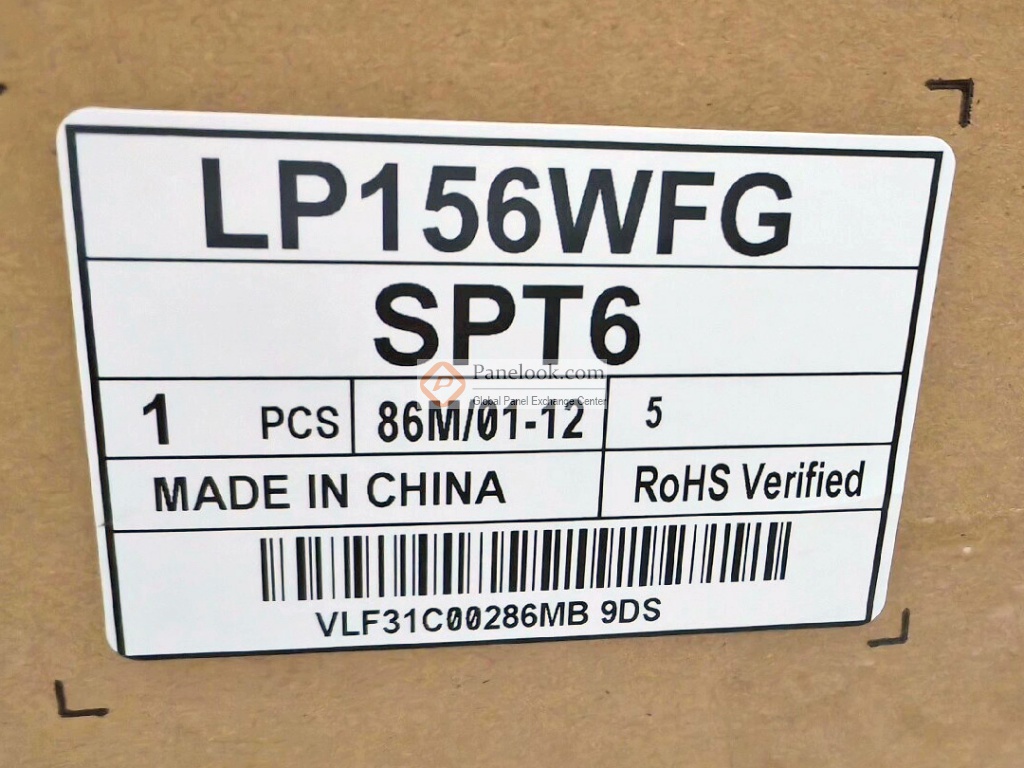 LP156WFG
SPT6
Panelook.com
Global Panel Exchange Center
1 PCS 86M/01-12 5
MADE IN CHINA RoHS Verified
VLF31C00286MB 9DS